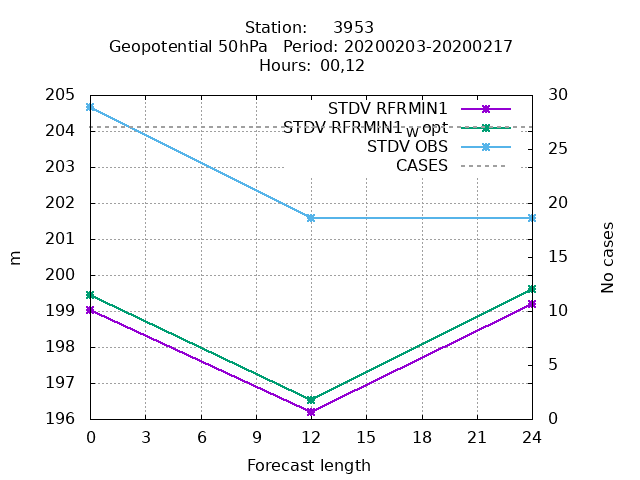 Station: 3953
Geopotential 50hPa Period: 20200203-20200217
Hours: 00,12
205
204
203
202
201
200
199
198
197
196
m
30
25
20
15
10
5
0
No cases
STDV RFRMIN1
STDV RFRMIN1_w opt
STDV OBS
CASES
0 3 6 9 12 15 18 21 24
Forecast length